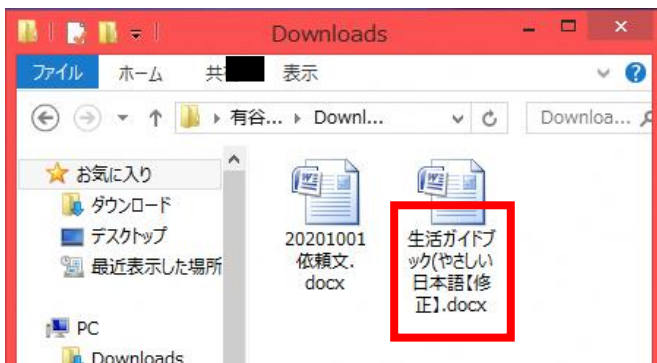 Downloads
ファイル ホーム 共 表示
有谷... Downl... Downloa...
お気に入り
ダウンロード
デスクトップ
最近表示した場所
PC
Downloads
20201001
依頼文.
docx
生活ガイドブ
ック(やさしい
日本語【修
正】.docx